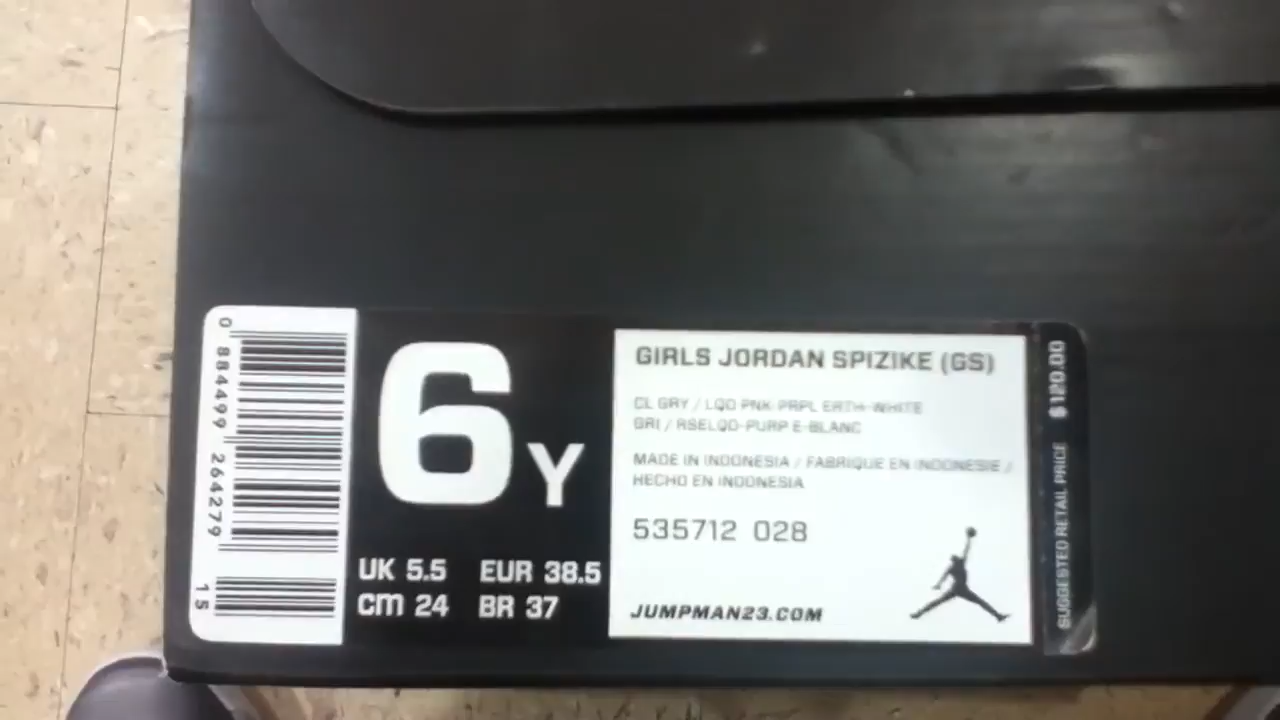 0 884499 264279 15
6Y
UK 5.5 EUR 38.5
cm 24 BR 37
GIRLS JORDAN SPIZIKE (GS)
CL GRY / LQD PNK-PRPL ERTH-WHITE
GRI / RSELQD-PURP E-BLANC
MADE IN INDONESIA / FABRIQUE EN INDONESIE /
HECHO EN INDONESIA
535712 028
JUMPMAN23.COM
SUGGESTED RETAIL PRICE $120.00